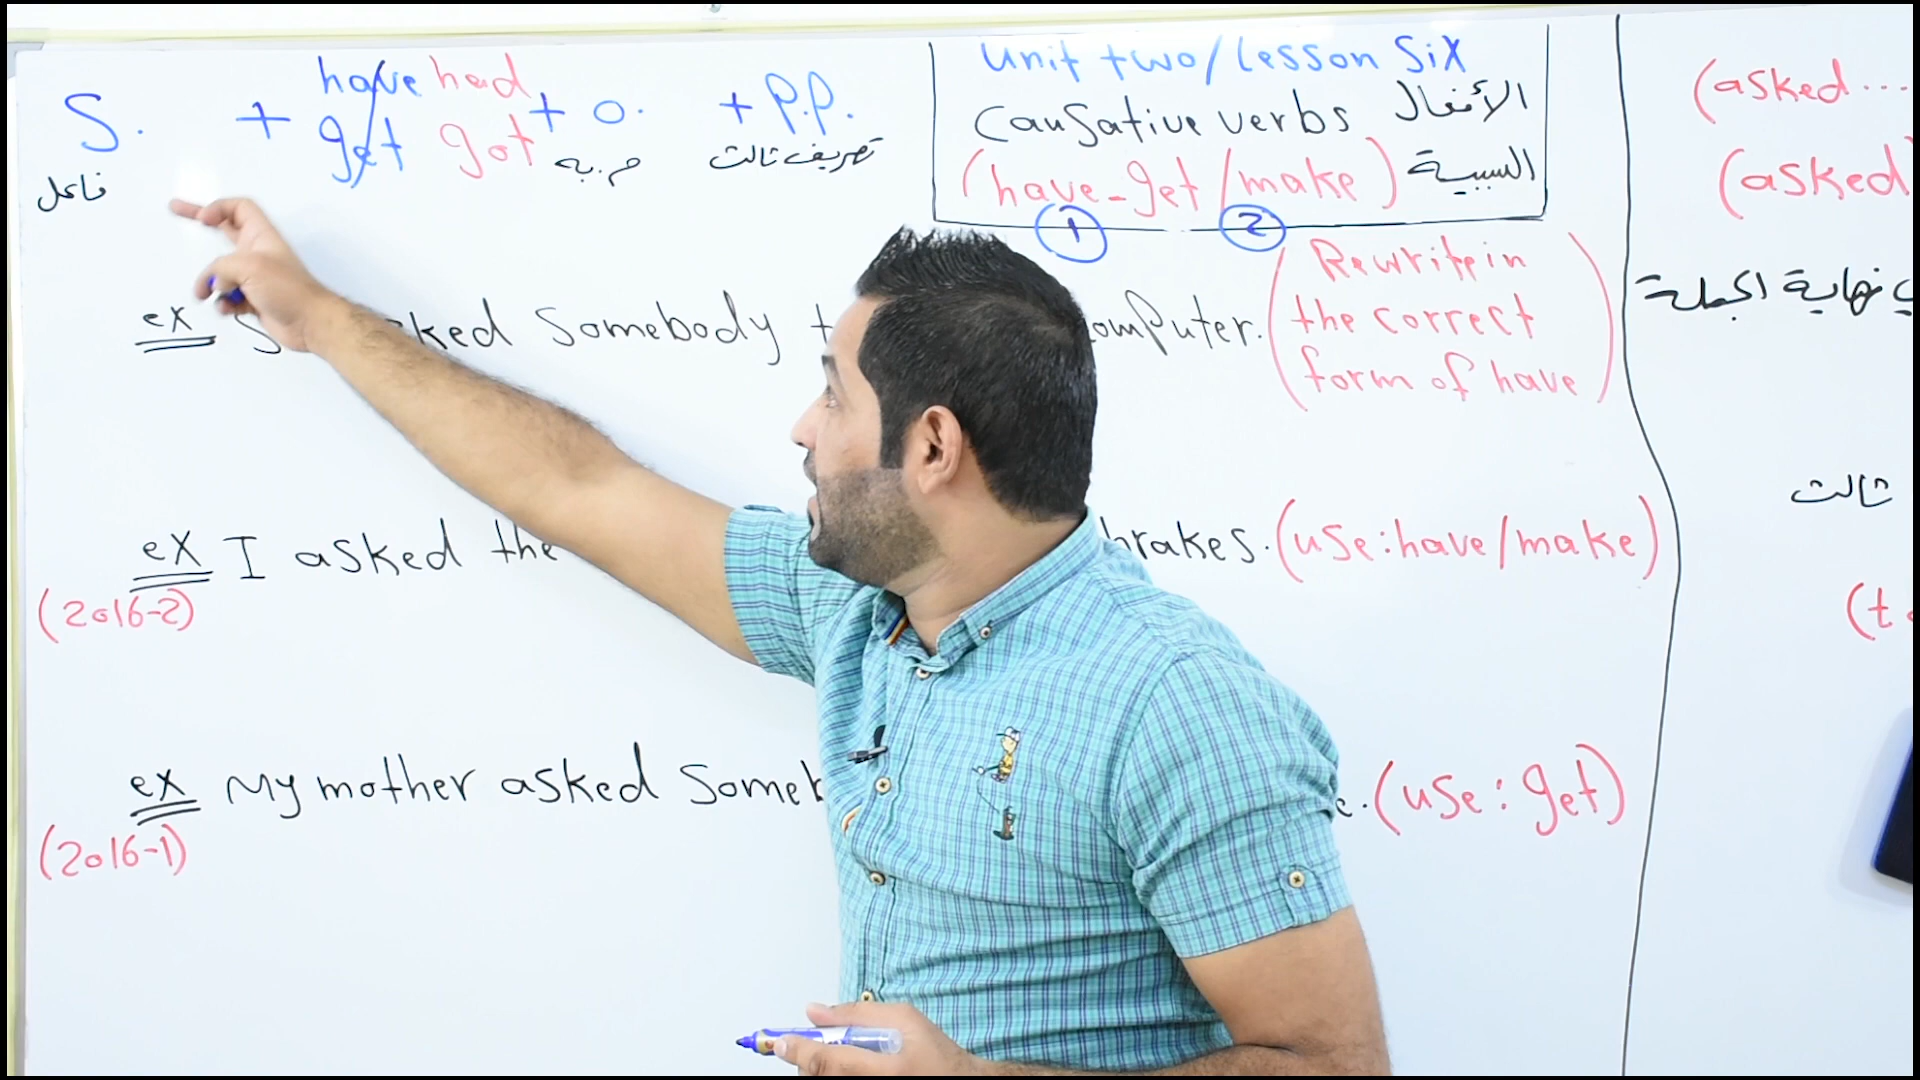 S. + have had + o. + P.P.
get got
فاعل
م.به
تصريف ثالث
Unit two/Lesson Six
Causative verbs الأفعال
(have-get/make) السببية
1 2
(asked...
(asked)
نهاية الجملة
ثالث
ex asked Somebody computer. (Rewrite in
the correct
form of have)
ex I asked the brakes. (use: have/make)
(2016-2)
ex My mother asked (use: get)
(2016-1)